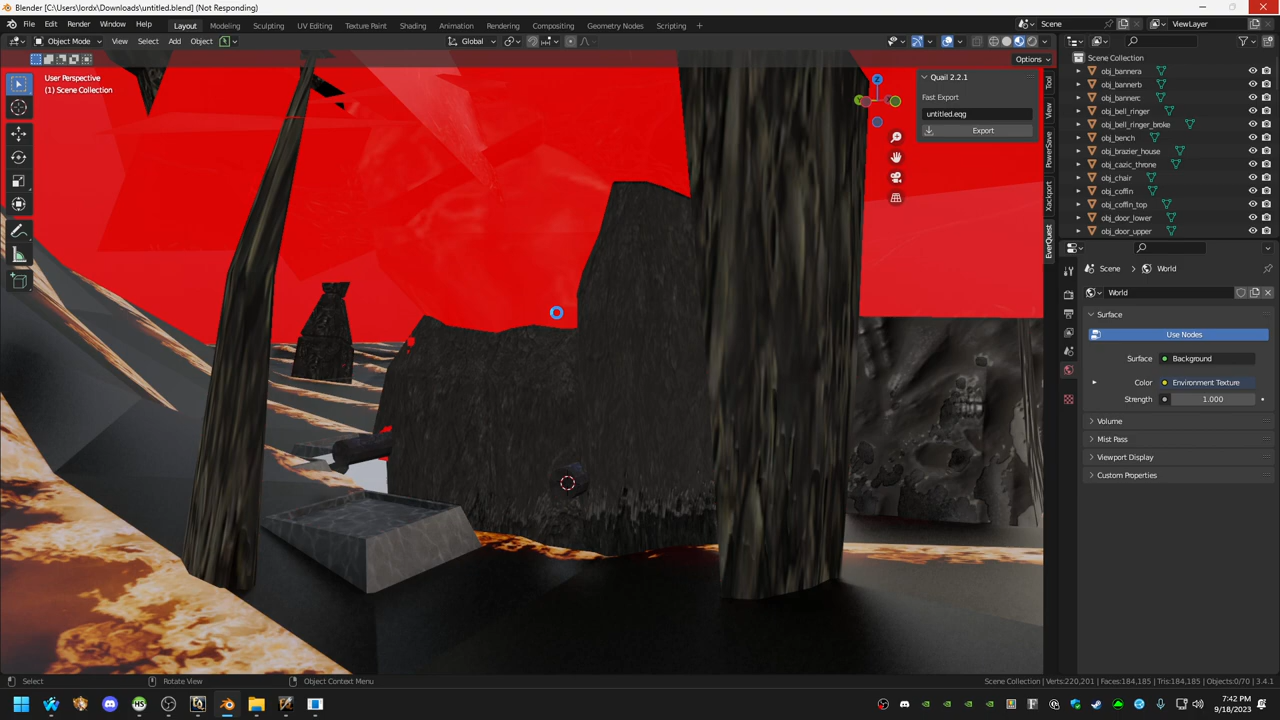 Blender [C:\Users\lordx\Downloads\untitled.blend] (Not Responding)
File Edit Render Window Help Layout Modeling Sculpting UV Editing Texture Paint Shading Animation Rendering Compositing Geometry Nodes Scripting + Scene ViewLayer
Object Mode View Select Add Object Global
Options
User Perspective
(1) Scene Collection
Quail 2.2.1
Fast Export
untitled.eqg
Export
Z
Tool
View
PowerSave
Xackport
EverQuest
Scene Collection
obj_bannera
obj_bannerb
obj_bannerc
obj_bell_ringer
obj_bell_ringer_broke
obj_bench
obj_brazier_house
obj_cazic_throne
obj_chair
obj_coffin
obj_coffin_top
obj_door_lower
obj_door_upper
Scene World
World
Surface
Use Nodes
Surface Background
Color Environment Texture
Strength 1.000
Volume
Mist Pass
Viewport Display
Custom Properties
Select Rotate View Object Context Menu Scene Collection | Verts:220,201 | Faces:184,185 | Tris:184,185 | Objects:0/70 | 3.4.1
7:42 PM
9/18/2023